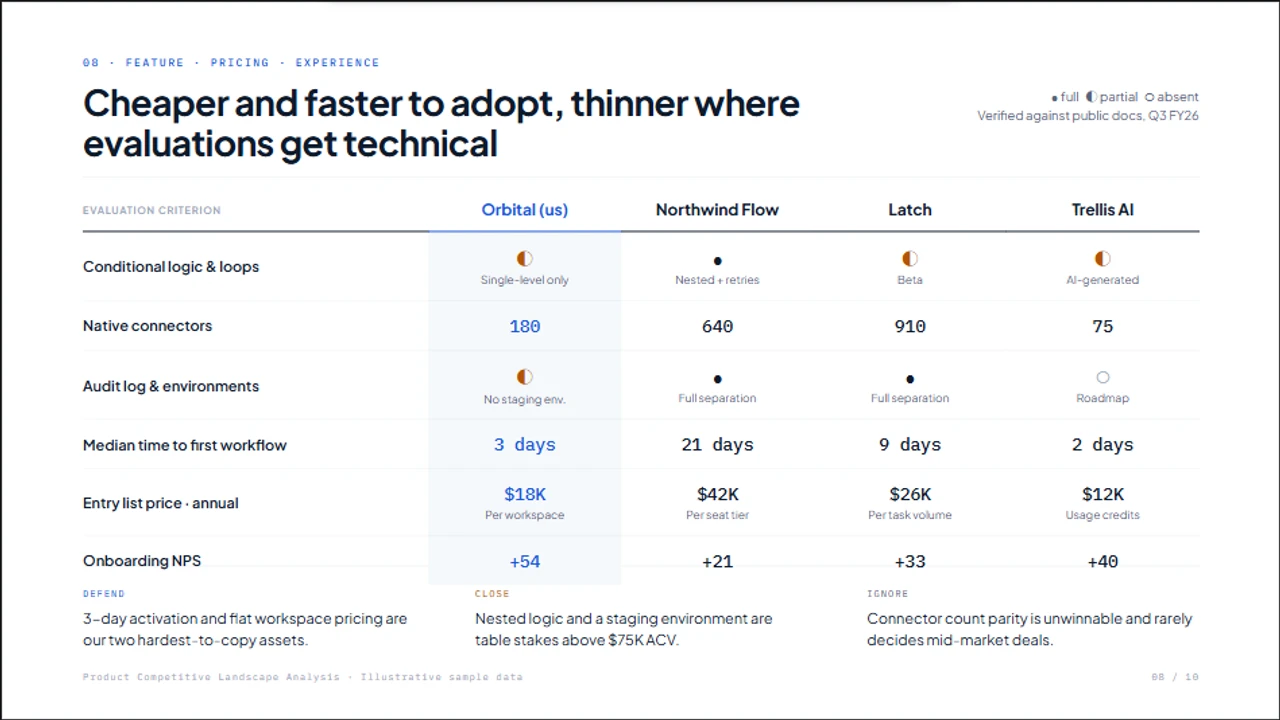 08 · FEATURE · PRICING · EXPERIENCE
Cheaper and faster to adopt, thinner where
evaluations get technical
● full ◐ partial ○ absent
Verified against public docs, Q3 FY26
EVALUATION CRITERION Orbital (us) Northwind Flow Latch Trellis AI
Conditional logic & loops ◐ ● ◐ ◐
Single-level only Nested + retries Beta AI-generated
Native connectors 180 640 910 75
Audit log & environments ◐ ● ● ○
No staging env. Full separation Full separation Roadmap
Median time to first workflow 3 days 21 days 9 days 2 days
Entry list price · annual $18K $42K $26K $12K
Per workspace Per seat tier Per task volume Usage credits
Onboarding NPS +54 +21 +33 +40
DEFEND
3-day activation and flat workspace pricing are
our two hardest-to-copy assets.
CLOSE
Nested logic and a staging environment are
table stakes above $75K ACV.
IGNORE
Connector count parity is unwinnable and rarely
decides mid-market deals.
Product Competitive Landscape Analysis · Illustrative sample data
08 / 10